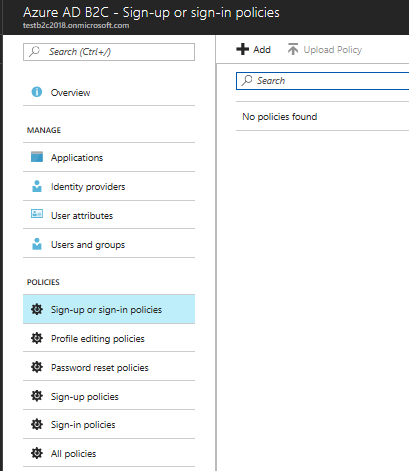 Azure AD B2C - Sign-up or sign-in policies
testb2c2018.onmicrosoft.com
Search (Ctrl+/)
Overview
MANAGE
Applications
Identity providers
User attributes
Users and groups
POLICIES
Sign-up or sign-in policies
Profile editing policies
Password reset policies
Sign-up policies
Sign-in policies
All policies
Add Upload Policy
Search
No policies found